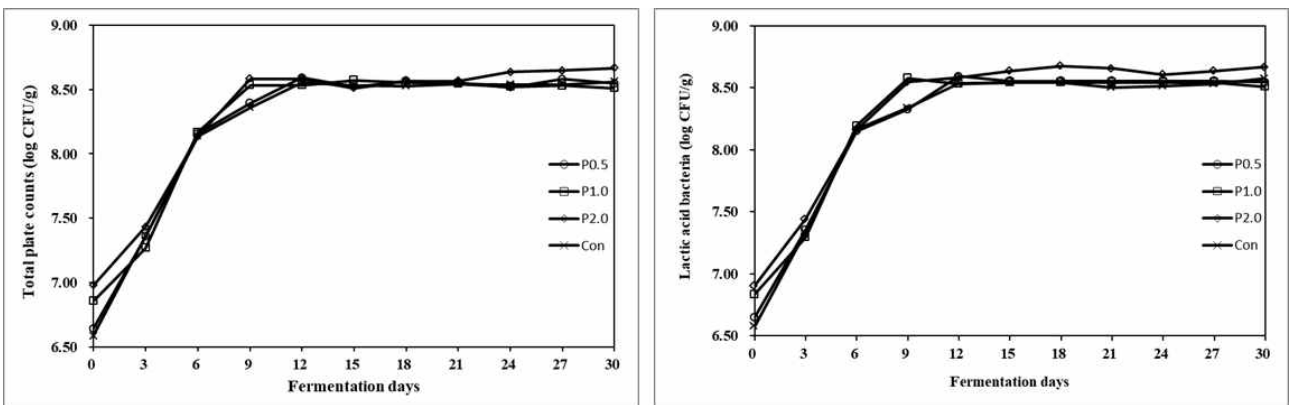 Total plate counts (log CFU/g)
9.00
8.50
8.00
7.50
7.00
6.50
0 3 6 9 12 15 18 21 24 27 30
Fermentation days
P0.5
P1.0
P2.0
Con
Lactic acid bacteria (log CFU/g)
9.00
8.50
8.00
7.50
7.00
6.50
0 3 6 9 12 15 18 21 24 27 30
Fermentation days
P0.5
P1.0
P2.0
Con